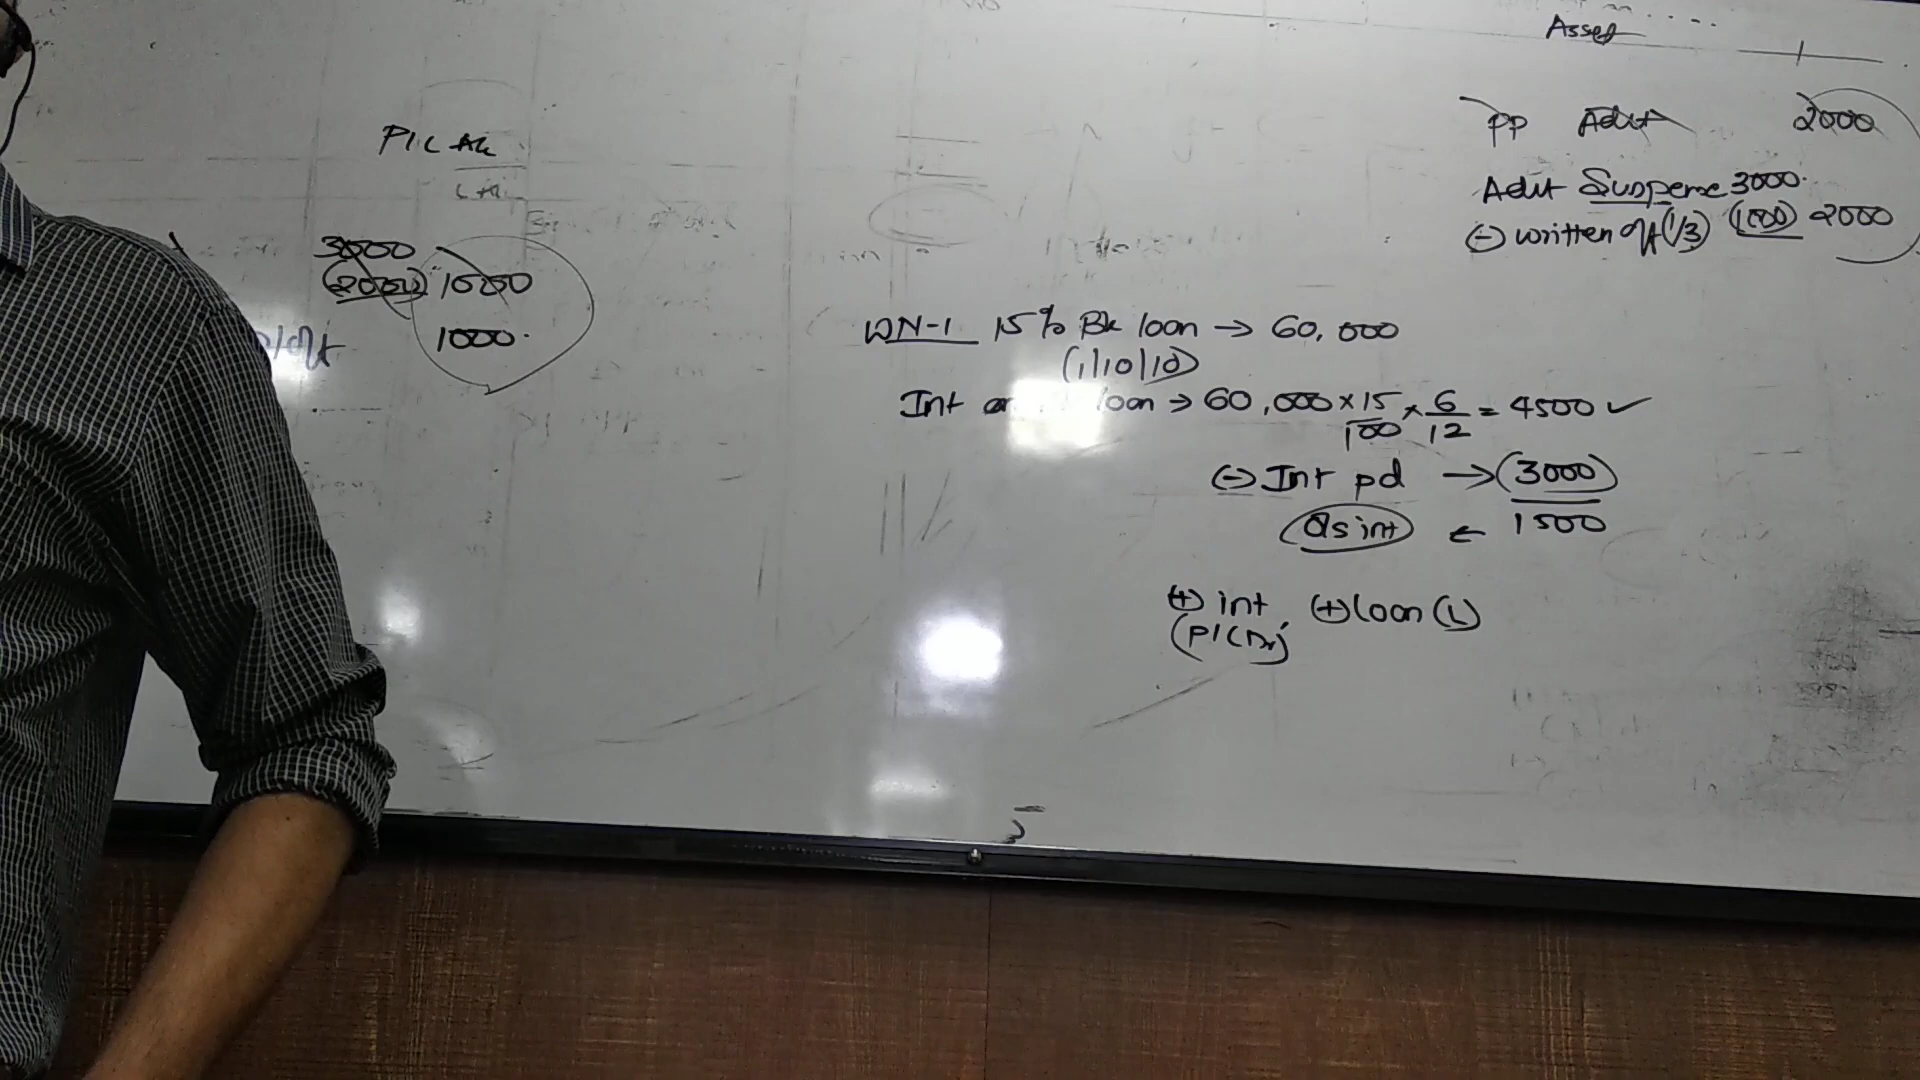 Asset
PP Advt 2000
Advt Suspense 3000
(-) written off (1/3) (1000) 2000
P/L A/c
3000
(2000) 1000
1000
WN-1 15% Bk loan → 60,000
(1/10/10)
Int on loan → 60,000 × 15/100 × 6/12 = 4500 ✓
(-) Int pd → (3000)
O/s int ← 1500
(+) int (+) loan (L)
(P/L Dr)